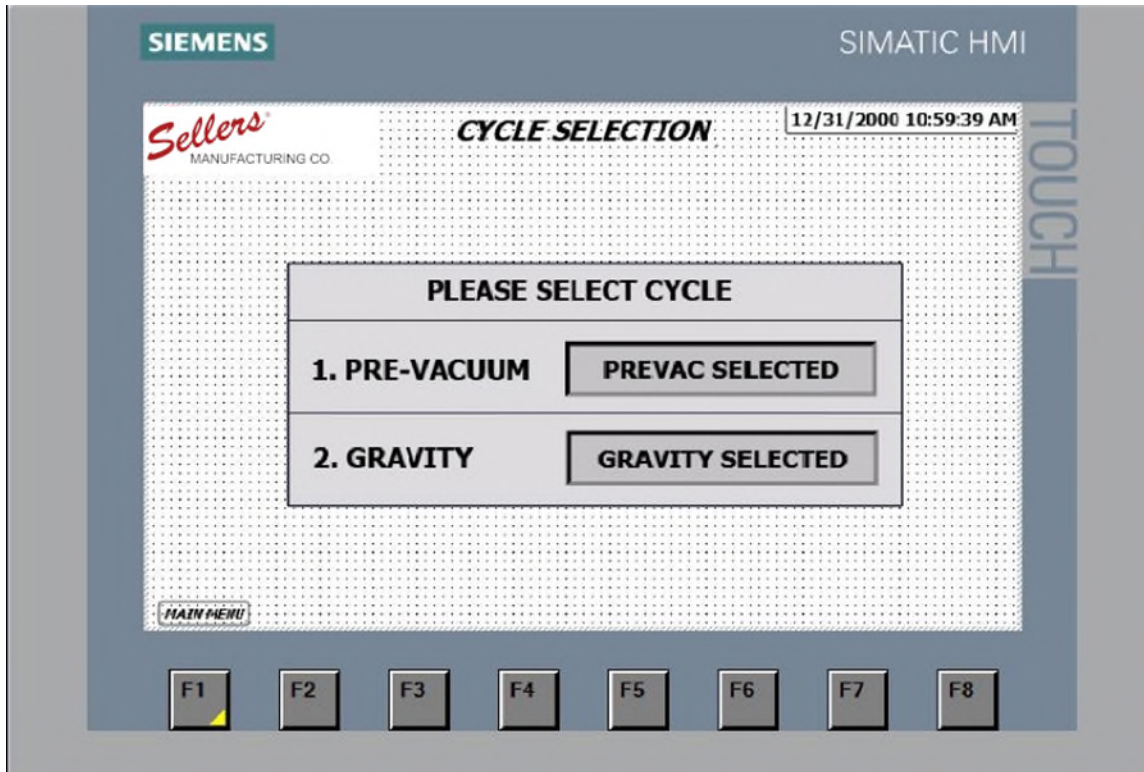 SIEMENS
SIMATIC HMI
TOUCH
Sellers®
MANUFACTURING CO.
CYCLE SELECTION
12/31/2000 10:59:39 AM
PLEASE SELECT CYCLE
1. PRE-VACUUM
PREVAC SELECTED
2. GRAVITY
GRAVITY SELECTED
MAIN MENU
F1 F2 F3 F4 F5 F6 F7 F8